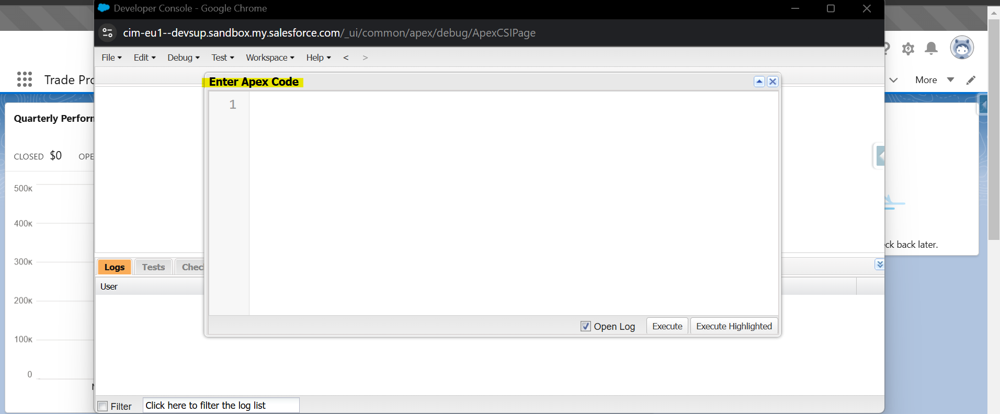 Developer Console - Google Chrome
cim-eu1--devsup.sandbox.my.salesforce.com/_ui/common/apex/debug/ApexCSIPage
File Edit Debug Test Workspace Help < >
Trade Pro
More
Enter Apex Code
1
Quarterly Perforn
CLOSED $0 OPE
500K
400K
300K
200K
100K
0
ck back later.
Logs Tests Chec
User
Open Log Execute Execute Highlighted
Filter Click here to filter the log list